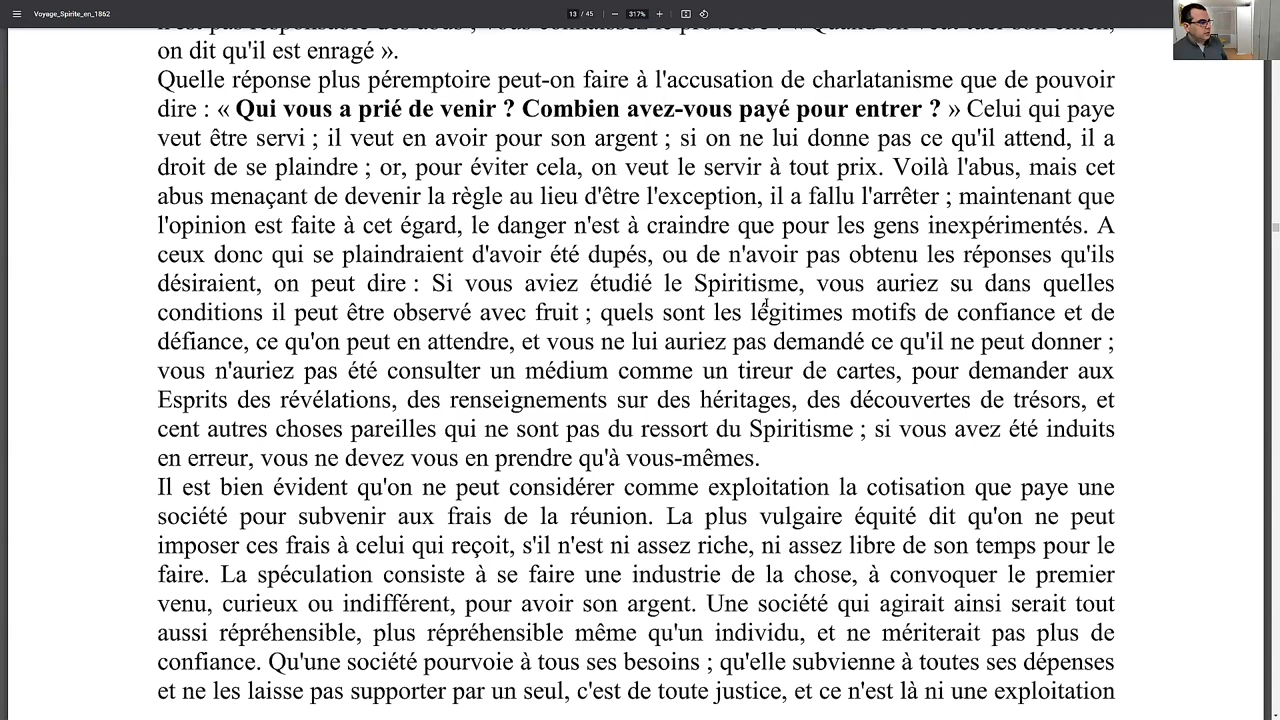 Voyage_Spirite_en_1862
13 / 45
317%
on dit qu'il est enragé ».
Quelle réponse plus péremptoire peut-on faire à l'accusation de charlatanisme que de pouvoir
dire : « Qui vous a prié de venir ? Combien avez-vous payé pour entrer ? » Celui qui paye
veut être servi ; il veut en avoir pour son argent ; si on ne lui donne pas ce qu'il attend, il a
droit de se plaindre ; or, pour éviter cela, on veut le servir à tout prix. Voilà l'abus, mais cet
abus menaçant de devenir la règle au lieu d'être l'exception, il a fallu l'arrêter ; maintenant que
l'opinion est faite à cet égard, le danger n'est à craindre que pour les gens inexpérimentés. A
ceux donc qui se plaindraient d'avoir été dupés, ou de n'avoir pas obtenu les réponses qu'ils
désiraient, on peut dire : Si vous aviez étudié le Spiritisme, vous auriez su dans quelles
conditions il peut être observé avec fruit ; quels sont les légitimes motifs de confiance et de
défiance, ce qu'on peut en attendre, et vous ne lui auriez pas demandé ce qu'il ne peut donner ;
vous n'auriez pas été consulter un médium comme un tireur de cartes, pour demander aux
Esprits des révélations, des renseignements sur des héritages, des découvertes de trésors, et
cent autres choses pareilles qui ne sont pas du ressort du Spiritisme ; si vous avez été induits
en erreur, vous ne devez vous en prendre qu'à vous-mêmes.
Il est bien évident qu'on ne peut considérer comme exploitation la cotisation que paye une
société pour subvenir aux frais de la réunion. La plus vulgaire équité dit qu'on ne peut
imposer ces frais à celui qui reçoit, s'il n'est ni assez riche, ni assez libre de son temps pour le
faire. La spéculation consiste à se faire une industrie de la chose, à convoquer le premier
venu, curieux ou indifférent, pour avoir son argent. Une société qui agirait ainsi serait tout
aussi répréhensible, plus répréhensible même qu'un individu, et ne mériterait pas plus de
confiance. Qu'une société pourvoie à tous ses besoins ; qu'elle subvienne à toutes ses dépenses
et ne les laisse pas supporter par un seul, c'est de toute justice, et ce n'est là ni une exploitation